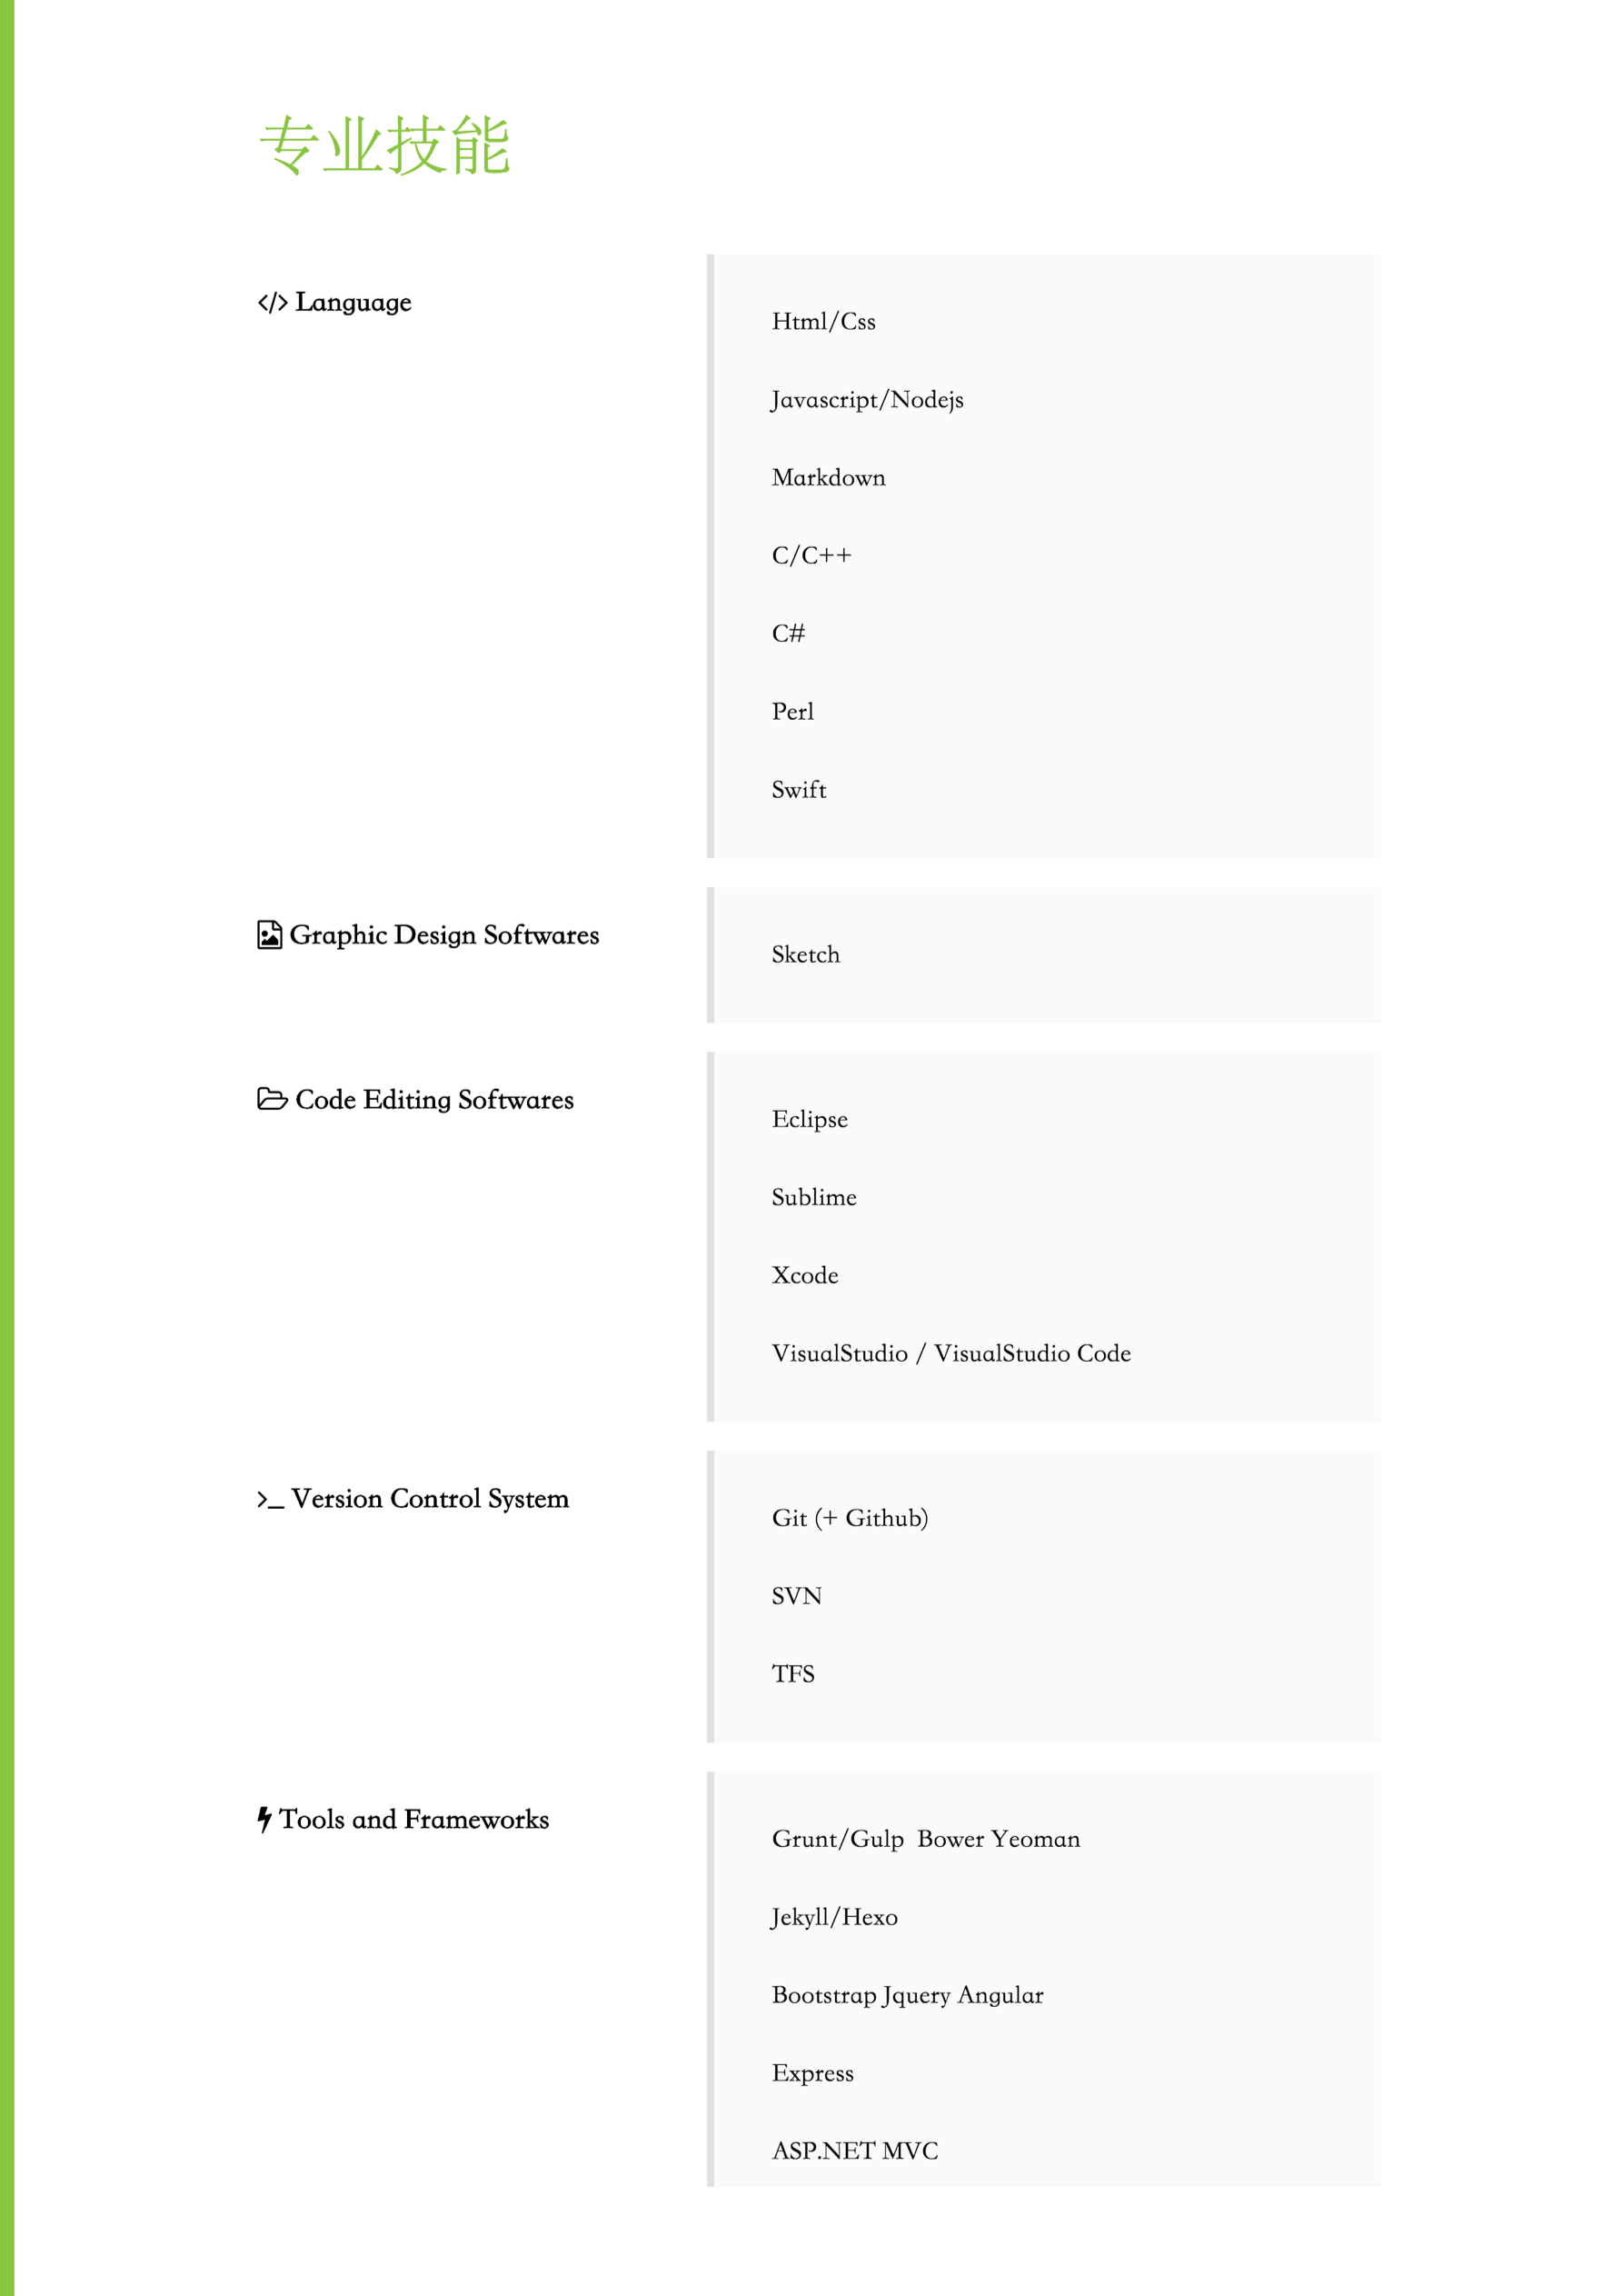 专业技能
Language
Html/Css
Javascript/Nodejs
Markdown
C/C++
C#
Perl
Swift
Graphic Design Softwares
Sketch
Code Editing Softwares
Eclipse
Sublime
Xcode
VisualStudio / VisualStudio Code
Version Control System
Git (+ Github)
SVN
TFS
Tools and Frameworks
Grunt/Gulp  Bower Yeoman
Jekyll/Hexo
Bootstrap Jquery Angular
Express
ASP.NET MVC